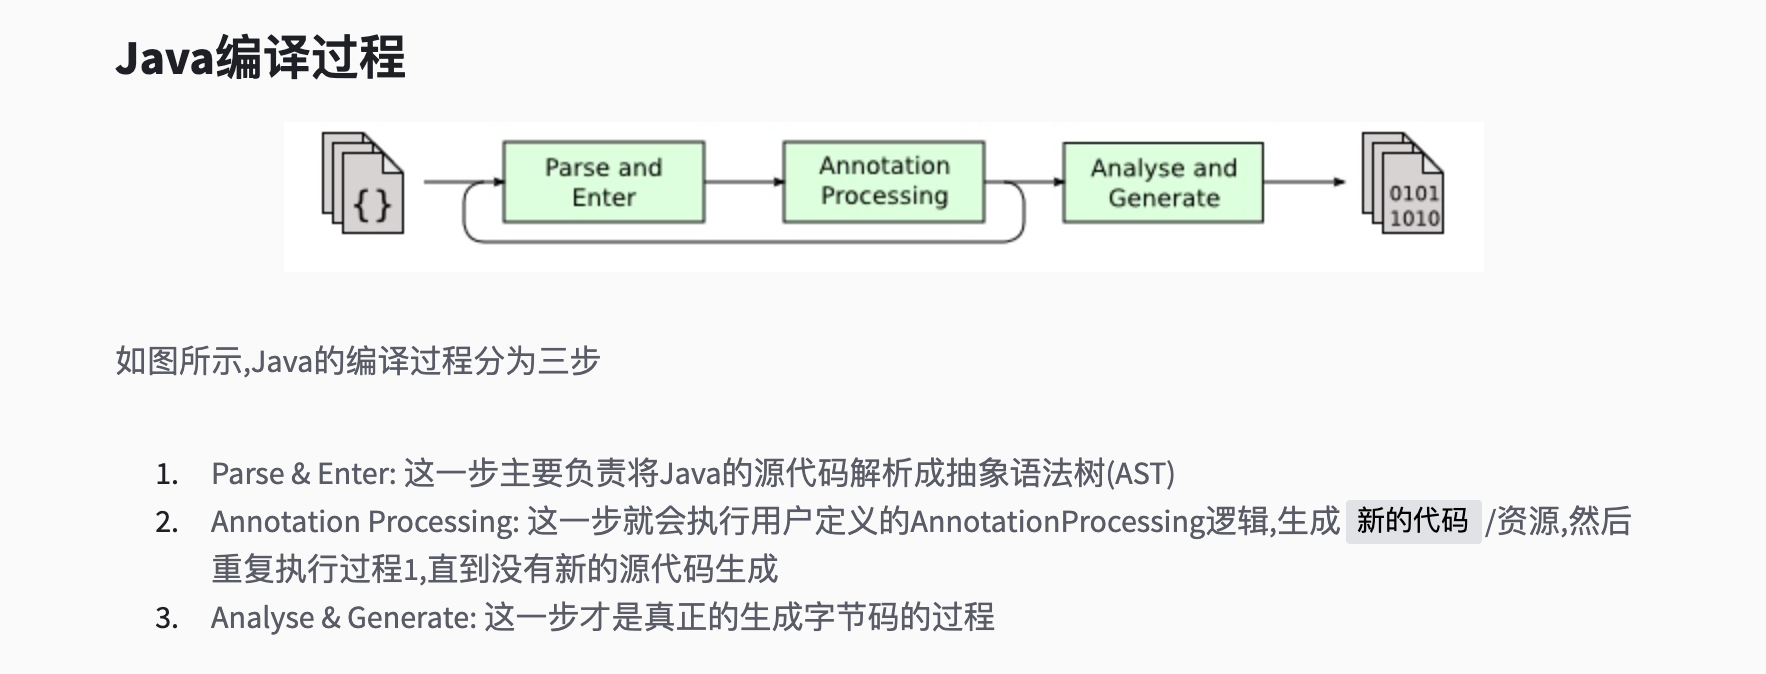 Java编译过程
{}
Parse and
Enter
Annotation
Processing
Analyse and
Generate
0101
1010
如图所示,Java的编译过程分为三步
1. Parse & Enter: 这一步主要负责将Java的源代码解析成抽象语法树(AST)
2. Annotation Processing: 这一步就会执行用户定义的AnnotationProcessing逻辑,生成 新的代码 /资源,然后
重复执行过程1,直到没有新的源代码生成
3. Analyse & Generate: 这一步才是真正的生成字节码的过程